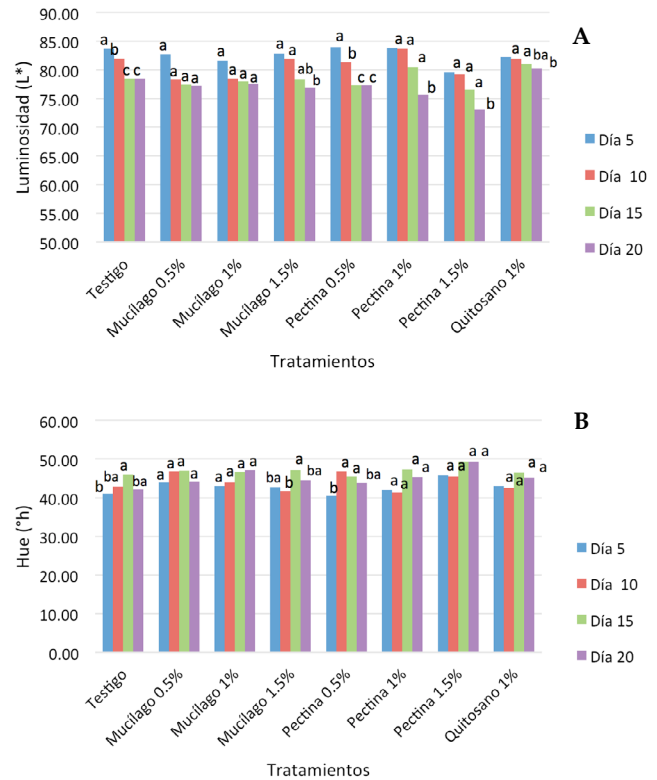 A
90.00
85.00
80.00
75.00
70.00
65.00
60.00
55.00
50.00
Luminosidad (L*)
a b c c
a a a a
a a a a
a a ab b
a b c c
a a a b
a a a b
a a ba b
Testigo
Mucílago 0.5%
Mucílago 1%
Mucílago 1.5%
Pectina 0.5%
Pectina 1%
Pectina 1.5%
Quitosano 1%
Tratamientos
Día 5
Día 10
Día 15
Día 20
B
60.00
50.00
40.00
30.00
20.00
10.00
0.00
Hue (°h)
b ba a ba
a a a a
a a a a
ba b a ba
b a a ba
a a a a
a a a a
a a a a
Testigo
Mucílago 0.5%
Mucílago 1%
Mucílago 1.5%
Pectina 0.5%
Pectina 1%
Pectina 1.5%
Quitosano 1%
Tratamientos
Día 5
Día 10
Día 15
Día 20